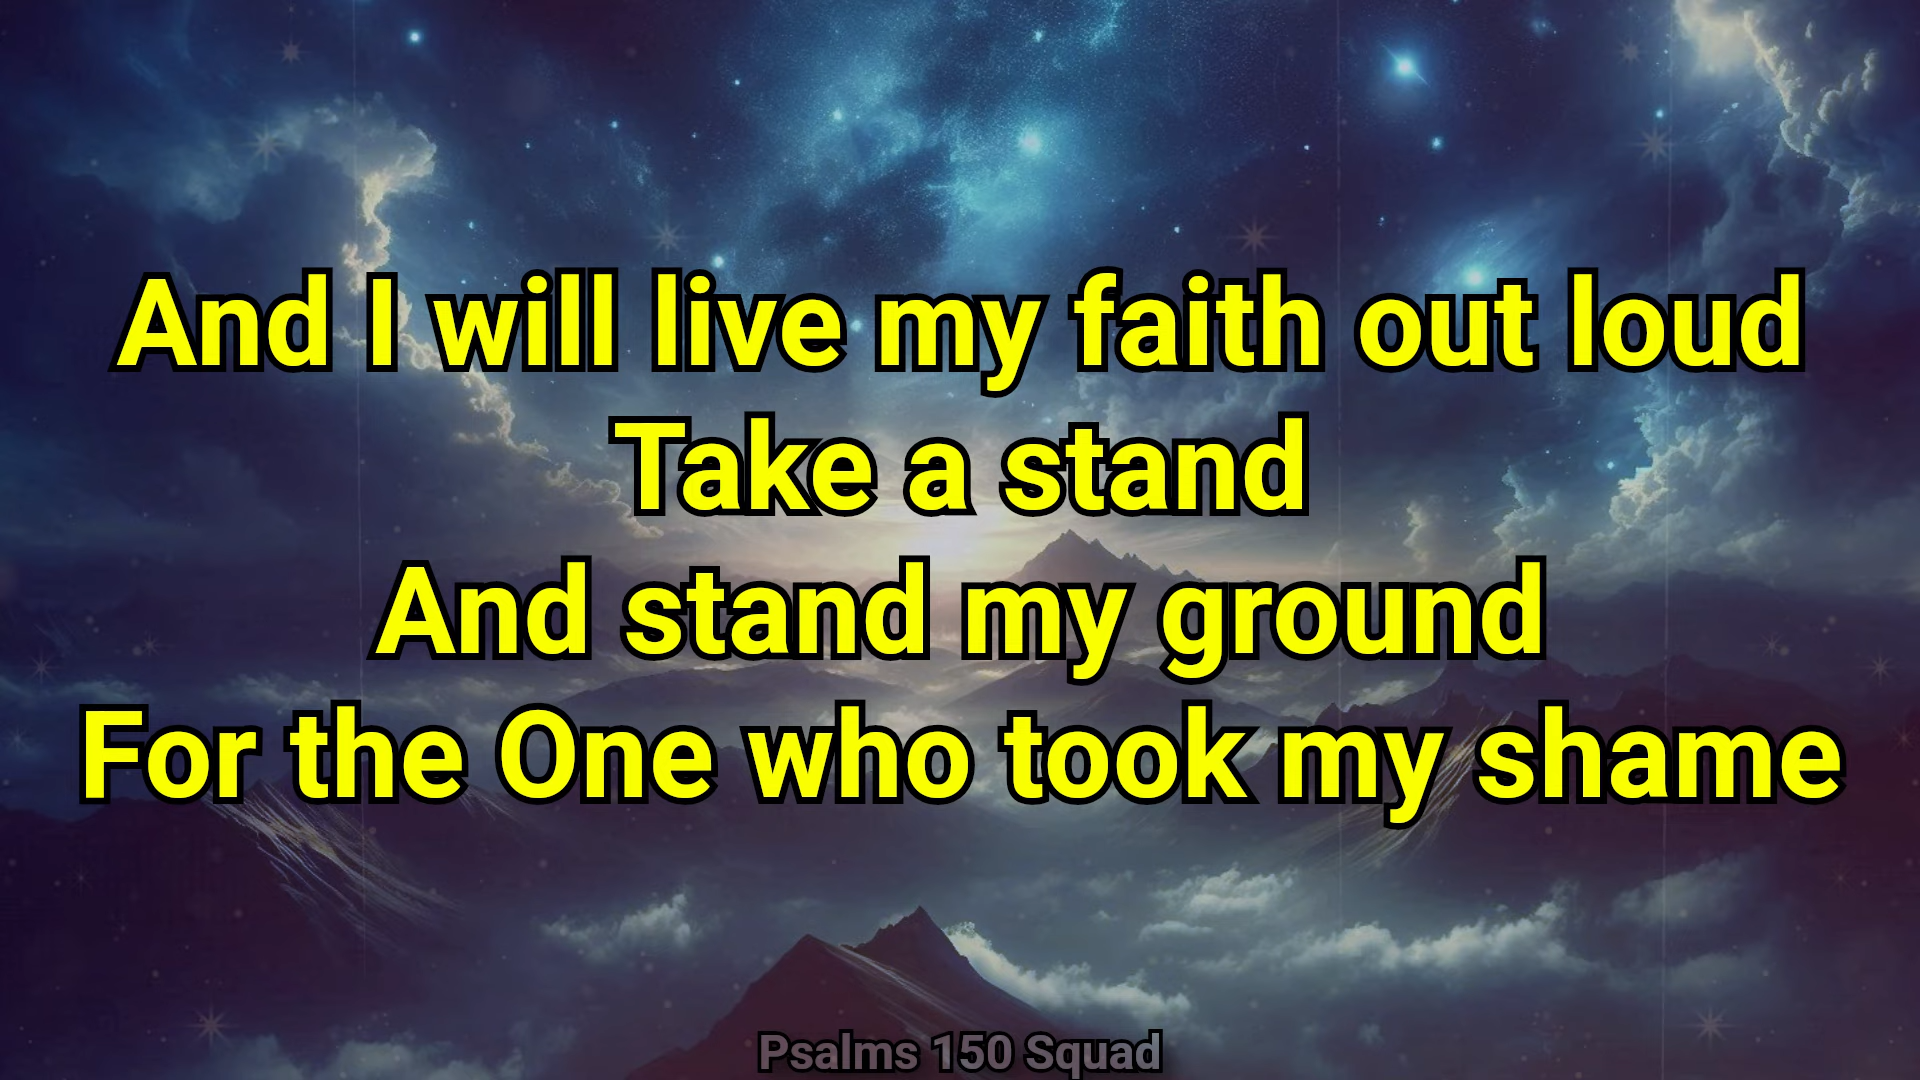 And I will live my faith out loud
Take a stand
And stand my ground
For the One who took my shame
Psalms 150 Squad